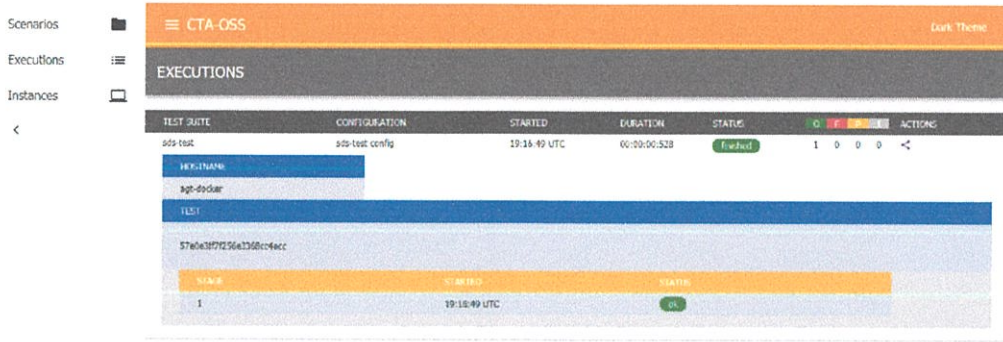 Scenarios
≡ CTA-OSS Dark Theme
Executions
EXECUTIONS
Instances
<
TEST SUITE CONFIGURATION STARTED DURATION STATUS O F P I ACTIONS
sds-test sds-test config 19:16:49 UTC 00:00:00:528 finished 1 0 0 0
HOSTNAME
agt-docker
TEST
STAGE STARTED STATUS
1 19:16:49 UTC ok